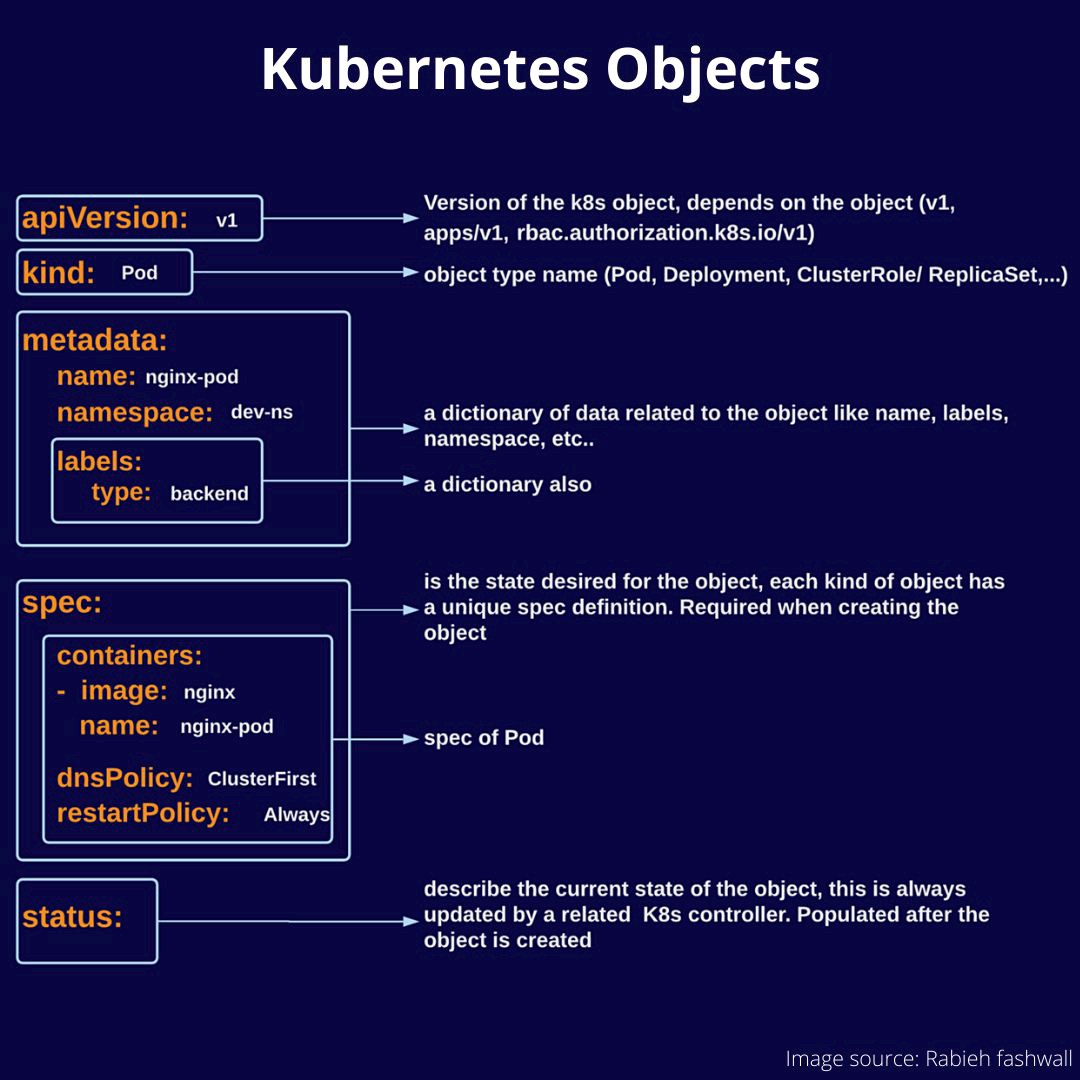 Kubernetes Objects
apiVersion: v1
Version of the k8s object, depends on the object (v1,
apps/v1, rbac.authorization.k8s.io/v1)
kind: Pod
object type name (Pod, Deployment, ClusterRole/ ReplicaSet,...)
metadata:
name: nginx-pod
namespace: dev-ns
a dictionary of data related to the object like name, labels,
namespace, etc..
labels:
type: backend
a dictionary also
spec:
is the state desired for the object, each kind of object has
a unique spec definition. Required when creating the
object
containers:
- image: nginx
name: nginx-pod
spec of Pod
dnsPolicy: ClusterFirst
restartPolicy: Always
status:
describe the current state of the object, this is always
updated by a related K8s controller. Populated after the
object is created
Image source: Rabieh fashwall